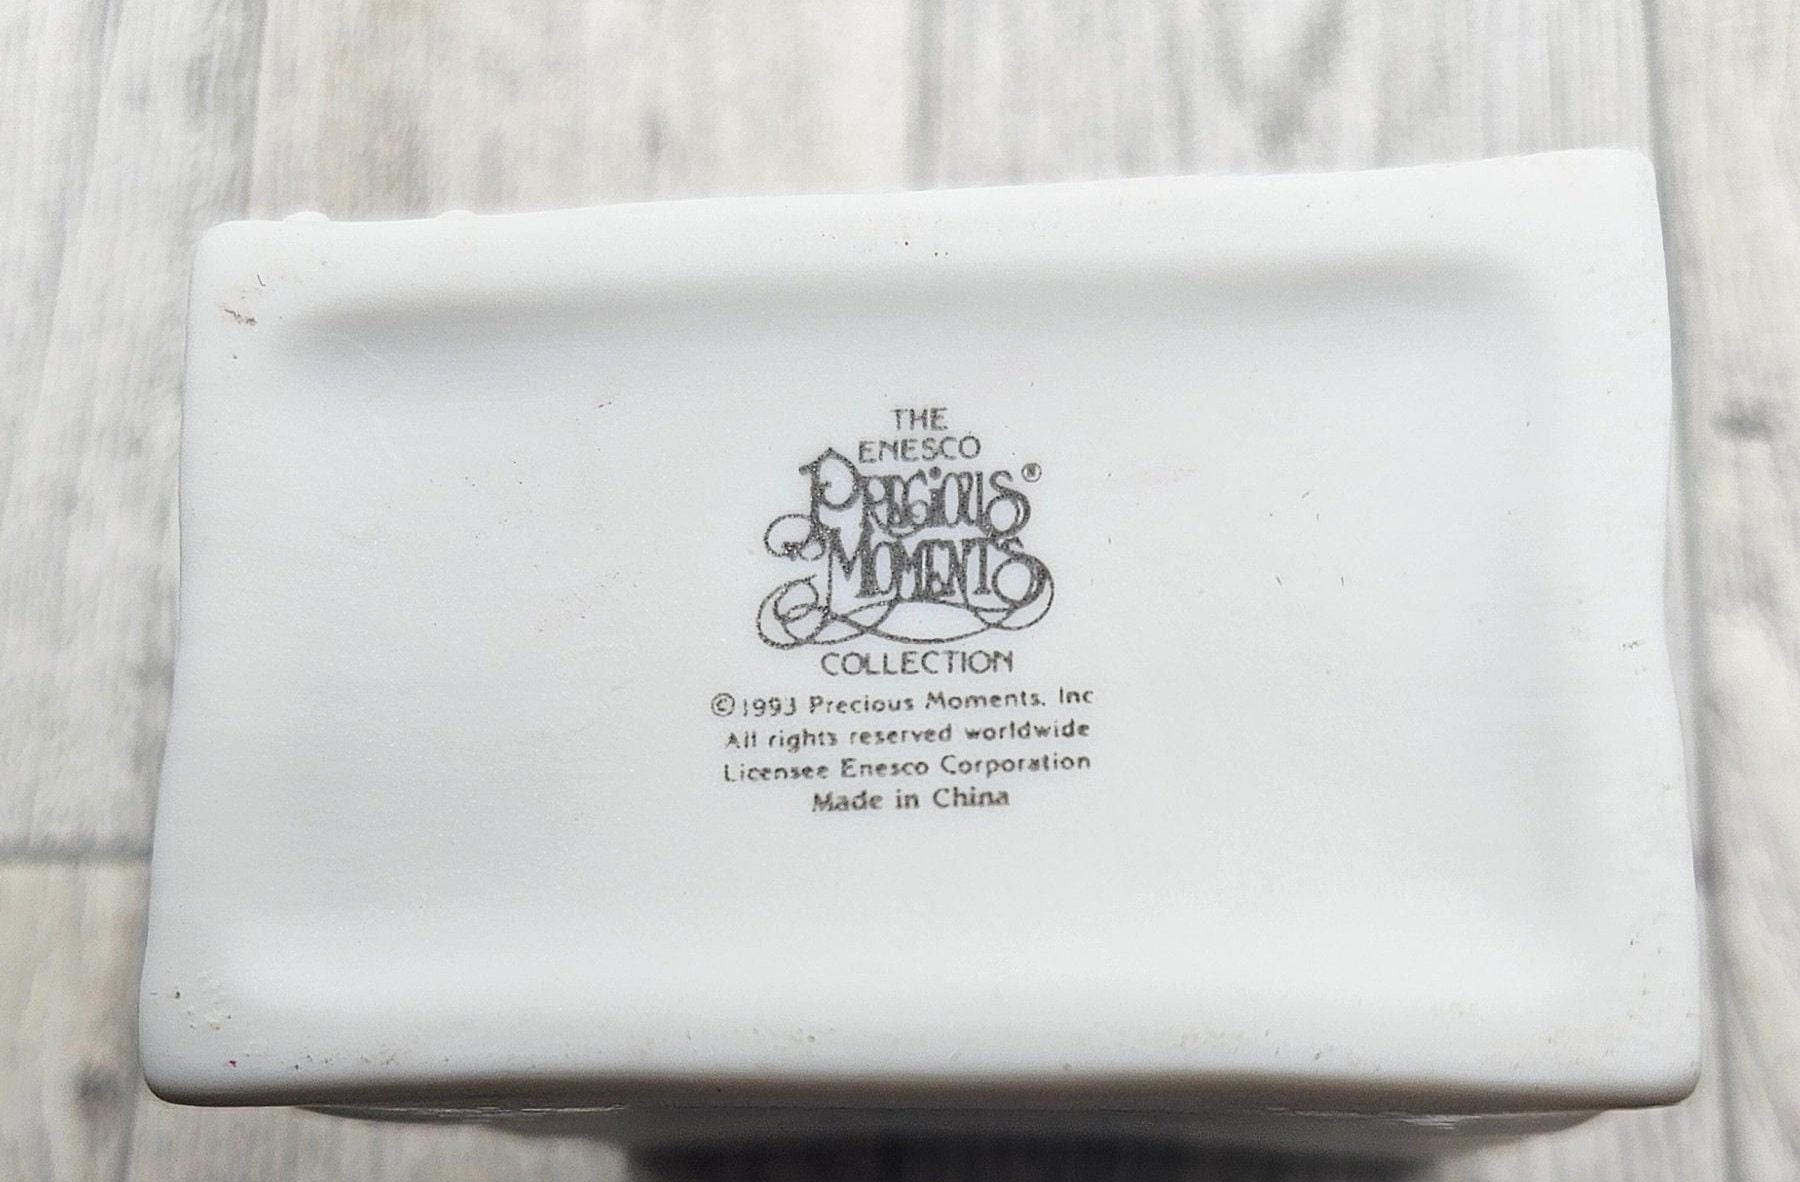 THE
ENESCO
PRECIOUS®
MOMENTS
COLLECTION
©1993 Precious Moments, Inc
All rights reserved worldwide
Licensee Enesco Corporation
Made in China